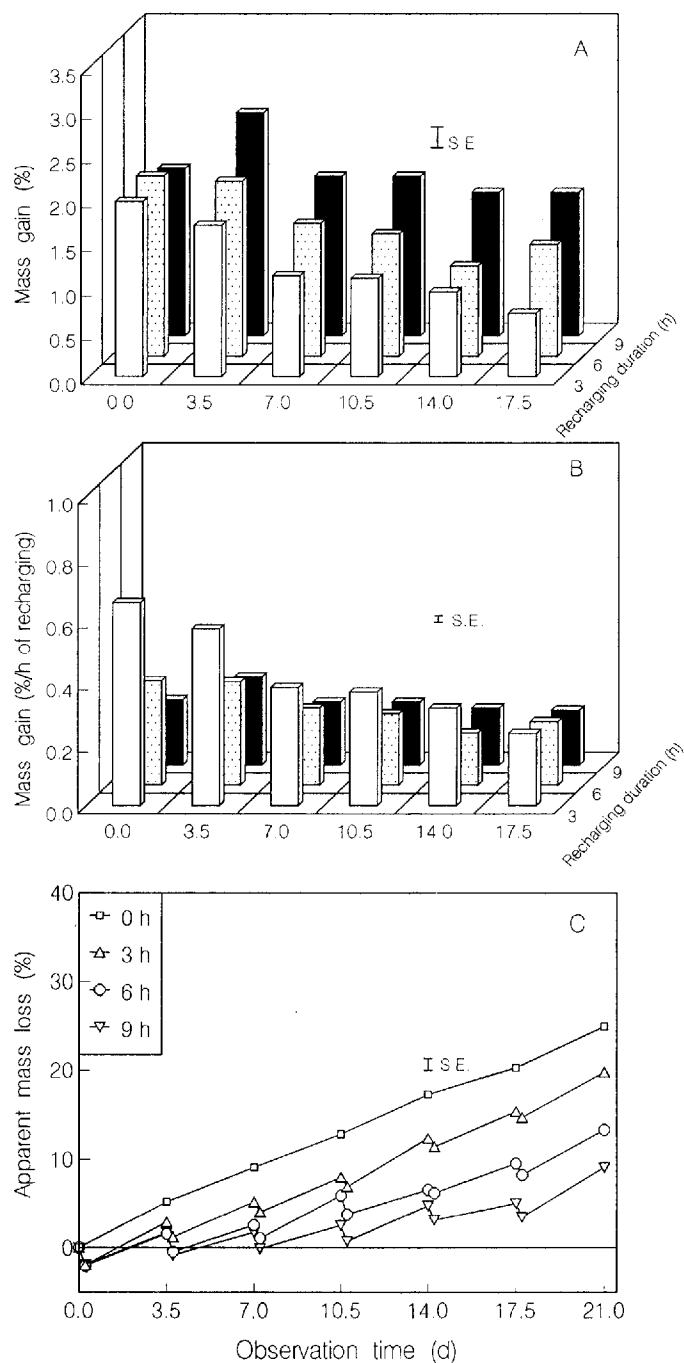 A
3.5
3.0
2.5
2.0
1.5
1.0
0.5
0.0
Mass gain (%)
S E
0.0 3.5 7.0 10.5 14.0 17.5
3 6 9
Recharging duration (h)
B
1.0
0.8
0.6
0.4
0.2
0.0
Mass gain (%/h of recharging)
S.E.
0.0 3.5 7.0 10.5 14.0 17.5
3 6 9
Recharging duration (h)
C
40
30
20
10
0
Apparent mass loss (%)
0 h
3 h
6 h
9 h
S E.
0.0 3.5 7.0 10.5 14.0 17.5 21.0
Observation time (d)